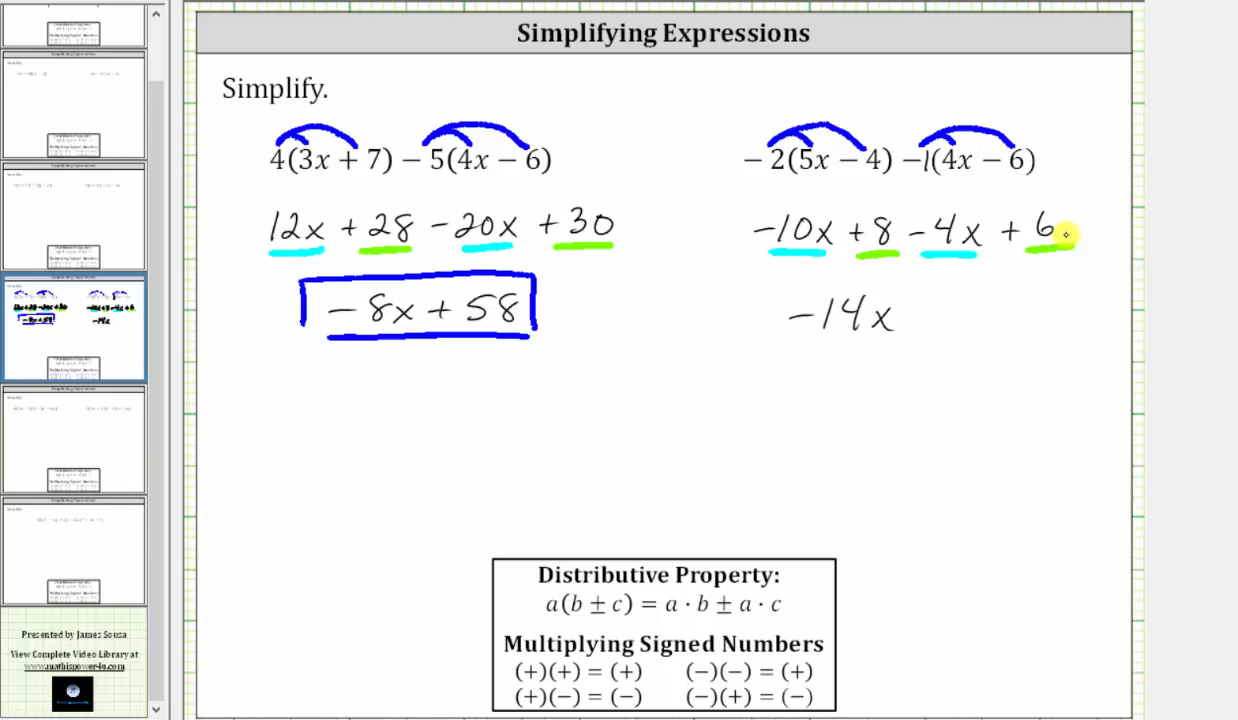 Simplifying Expressions
Simplify.
4(3x + 7) − 5(4x − 6)
12x + 28 − 20x + 30
− 8x + 58
− 2(5x − 4) −1(4x − 6)
−10x + 8 − 4x + 6
−14x
Distributive Property:
a(b ± c) = a · b ± a · c
Multiplying Signed Numbers
(+)(+) = (+) (−)(−) = (+)
(+)(−) = (−) (−)(+) = (−)
Presented by James Sousa
View Complete Video Library at
www.mathispower4u.com